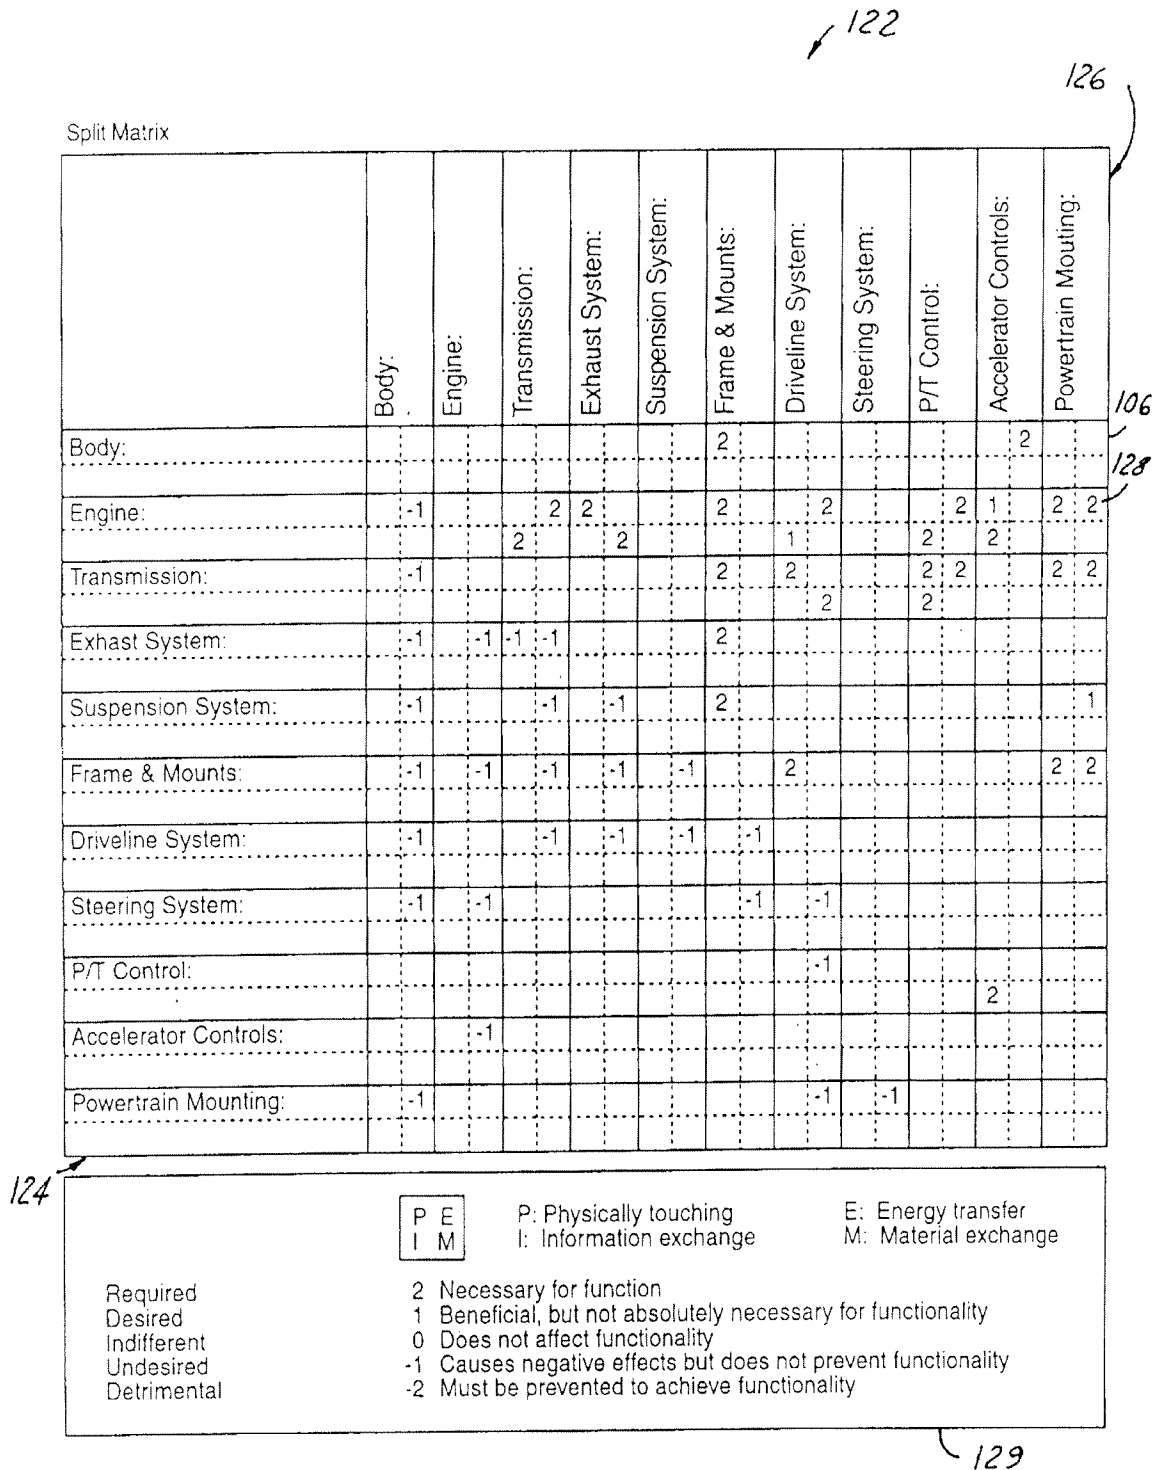 122
126
Split Matrix
Body:
Engine:
Transmission:
Exhaust System:
Suspension System:
Frame & Mounts:
Driveline System:
Steering System:
P/T Control:
Accelerator Controls:
Powertrain Mouting:
106
Body: 2 2
128
Engine: -1 2 2 2 2 2 1 2 2
2 2 1 2 2
Transmission: -1 2 2 2 2 2 2
2 2
Exhast System: -1 -1 -1 -1 2
Suspension System: -1 -1 -1 2 1
Frame & Mounts: -1 -1 -1 -1 -1 2 2 2
Driveline System: -1 -1 -1 -1 -1
Steering System: -1 -1 -1 -1
P/T Control: -1
2
Accelerator Controls: -1
Powertrain Mounting: -1 -1 -1
124
P E P: Physically touching E: Energy transfer
I M I: Information exchange M: Material exchange
Required 2 Necessary for function
Desired 1 Beneficial, but not absolutely necessary for functionality
Indifferent 0 Does not affect functionality
Undesired -1 Causes negative effects but does not prevent functionality
Detrimental -2 Must be prevented to achieve functionality
129